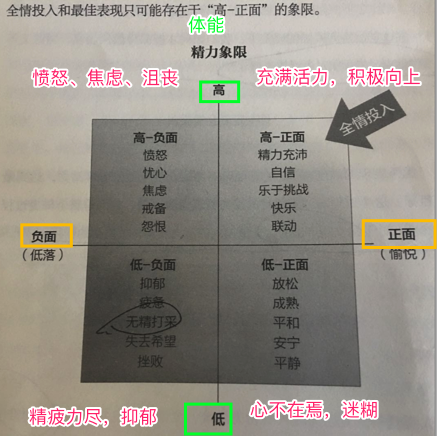 全情投入和最佳表现只可能存在于“高-正面”的象限。
体能
精力象限
愤怒、焦虑、沮丧
充满活力，积极向上
高
全情投入
高-负面
愤怒
忧心
焦虑
戒备
怨恨
高-正面
精力充沛
自信
乐于挑战
快乐
联动
负面
（低落）
正面
（愉悦）
低-负面
抑郁
疲惫
无精打采
失去希望
挫败
低-正面
放松
成熟
平和
安宁
平静
精疲力尽，抑郁
低
心不在焉，迷糊